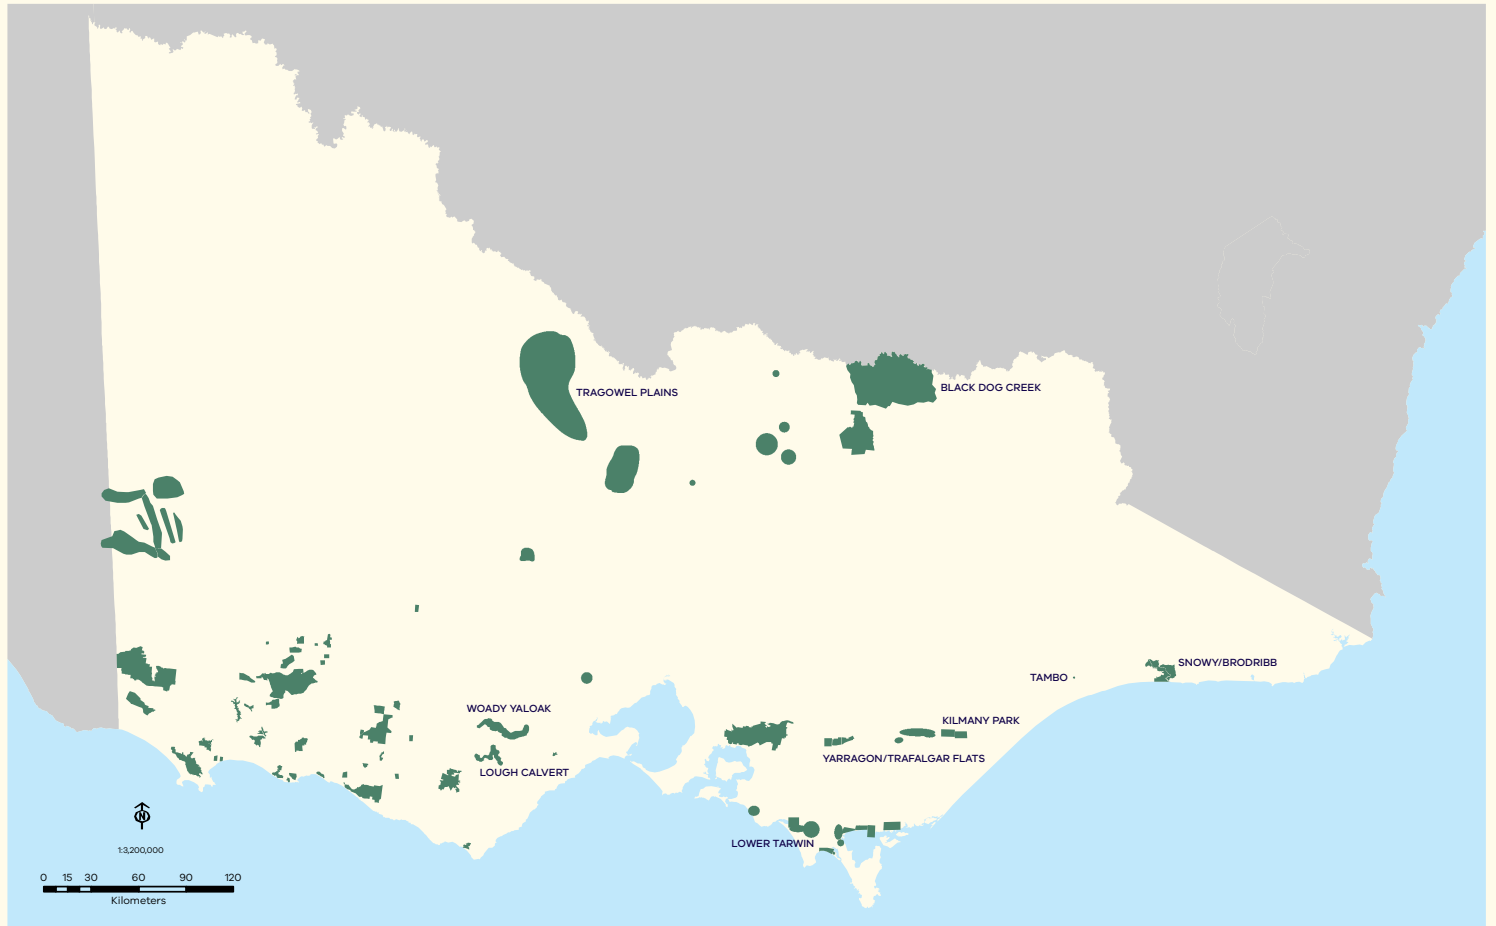 BLACK DOG CREEK
TRAGOWEL PLAINS
SNOWY/BRODRIBB
TAMBO
WOADY YALOAK
KILMANY PARK
YARRAGON/TRAFALGAR FLATS
LOUGH CALVERT
LOWER TARWIN
N
1:3,200,000
0 15 30 60 90 120
Kilometers